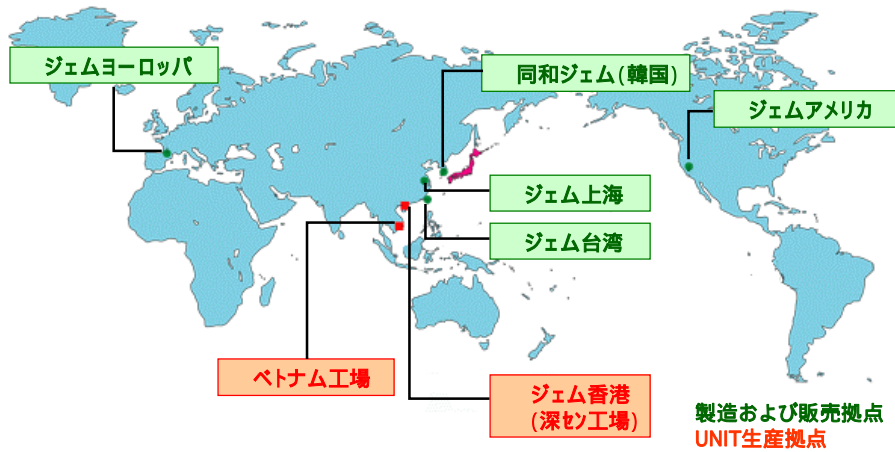 ジェムヨーロッパ
同和ジェム(韓国)
ジェムアメリカ
ジェム上海
ジェム台湾
ベトナム工場
ジェム香港
(深セン工場)
製造および販売拠点
UNIT生産拠点